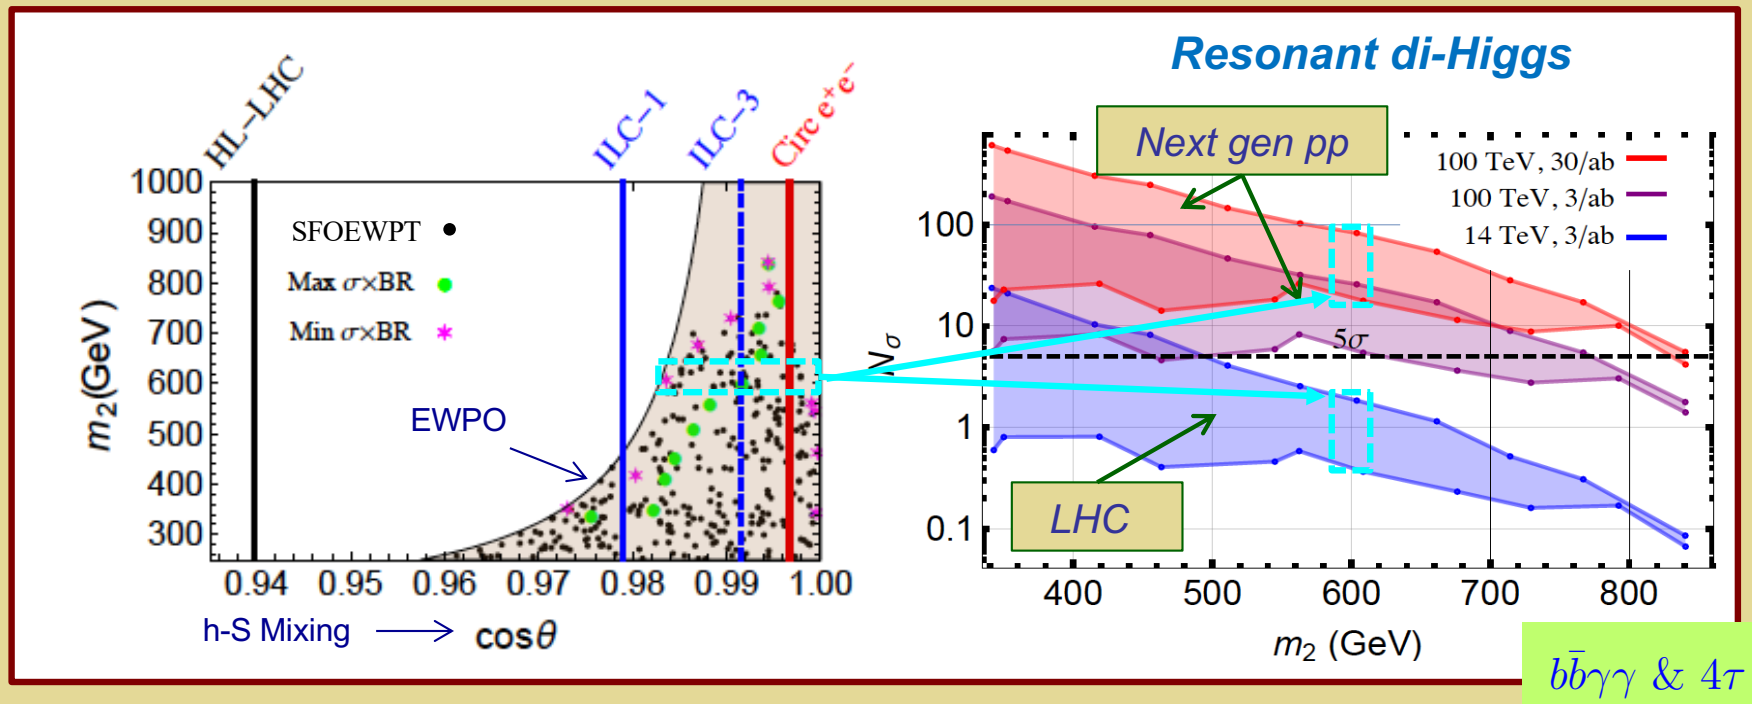 Resonant di-Higgs
HL−LHC
ILC−1
ILC−3
Circ e⁺e⁻
1000
900
800
700
600
500
400
300
m₂(GeV)
SFOEWPT
Max σ×BR
Min σ×BR
EWPO
0.94 0.95 0.96 0.97 0.98 0.99 1.00
h-S Mixing
cosθ
Next gen pp
100 TeV, 30/ab
100 TeV, 3/ab
14 TeV, 3/ab
100
10
1
0.1
Nσ
5σ
LHC
400 500 600 700 800
m₂ (GeV)
bb̄γγ & 4τ